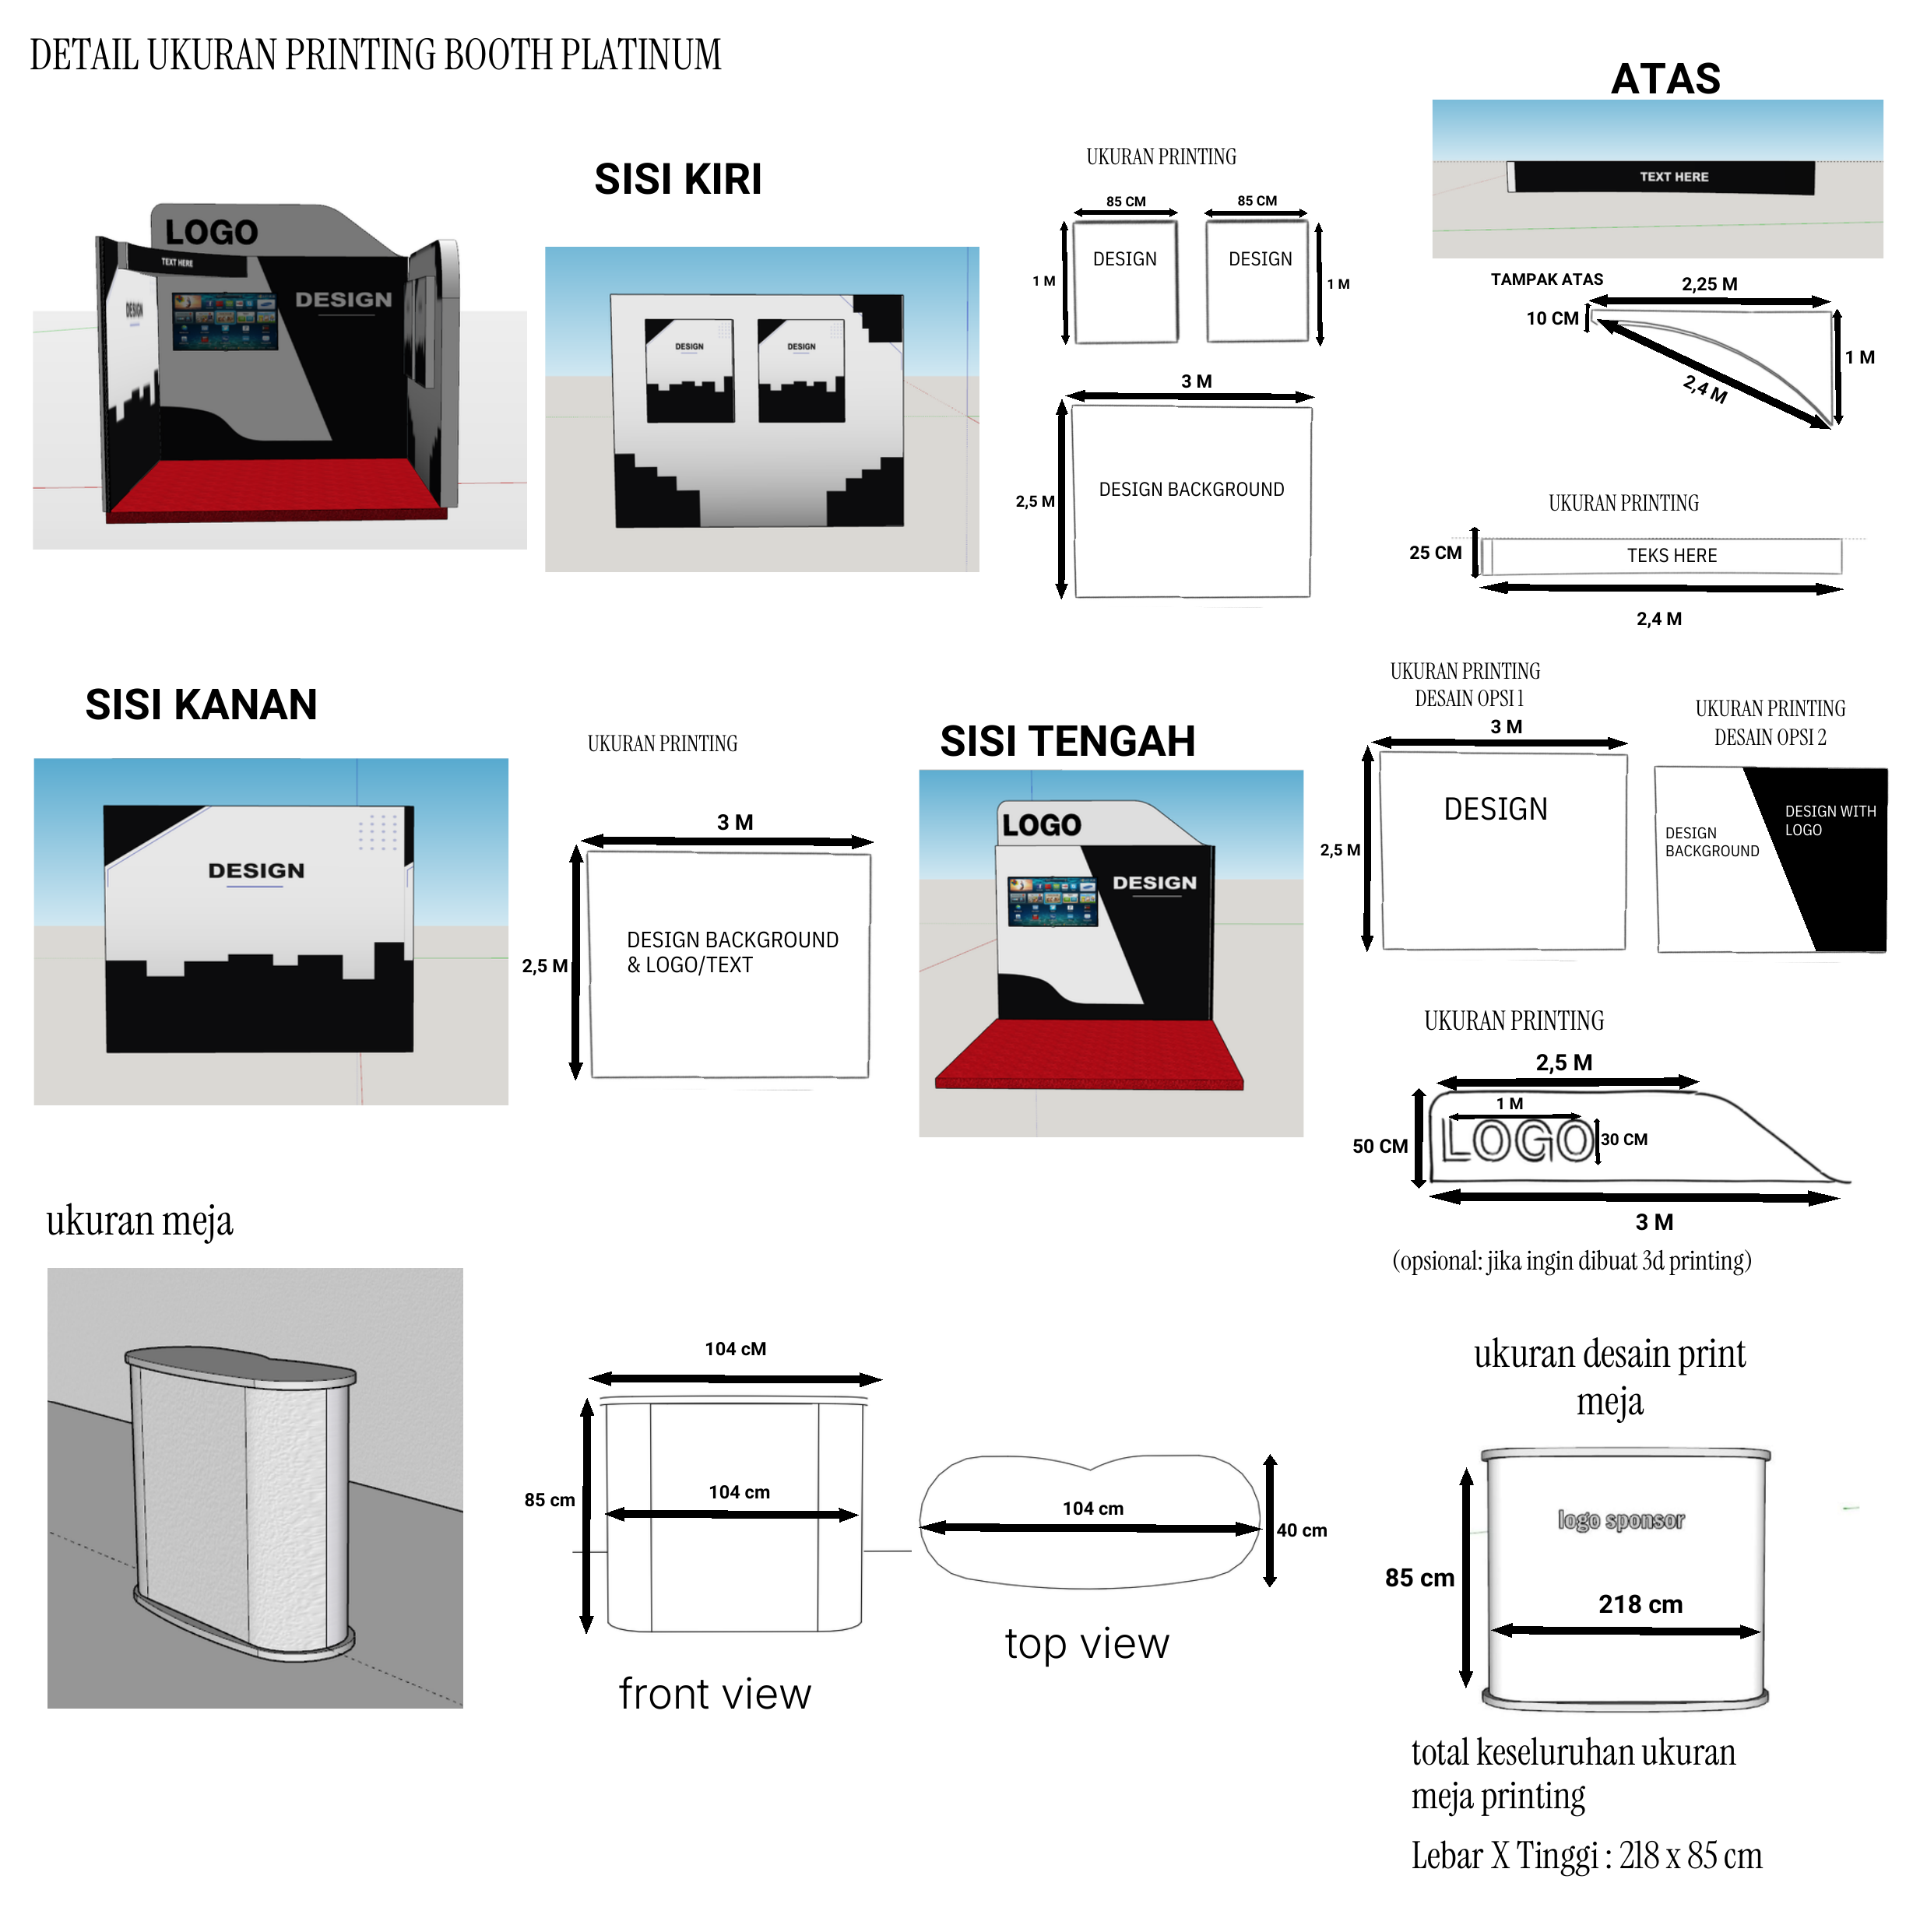 DETAIL UKURAN PRINTING BOOTH PLATINUM
LOGO
TEXT HERE
DESIGN
DESIGN
SISI KIRI
DESIGN
DESIGN
UKURAN PRINTING
85 CM
85 CM
DESIGN
DESIGN
1 M
1 M
3 M
DESIGN BACKGROUND
2,5 M
ATAS
TEXT HERE
TAMPAK ATAS
2,25 M
10 CM
1 M
2,4 M
UKURAN PRINTING
25 CM
TEKS HERE
2,4 M
SISI KANAN
DESIGN
UKURAN PRINTING
3 M
DESIGN BACKGROUND
& LOGO/TEXT
2,5 M
SISI TENGAH
LOGO
DESIGN
UKURAN PRINTING
DESAIN OPSI 1
3 M
DESIGN
2,5 M
UKURAN PRINTING
DESAIN OPSI 2
DESIGN WITH
LOGO
DESIGN
BACKGROUND
UKURAN PRINTING
2,5 M
1 M
LOGO
30 CM
50 CM
3 M
(opsional: jika ingin dibuat 3d printing)
ukuran meja
104 cM
85 cm
104 cm
front view
104 cm
40 cm
top view
ukuran desain print
meja
logo sponsor
85 cm
218 cm
total keseluruhan ukuran
meja printing
Lebar X Tinggi : 218 x 85 cm